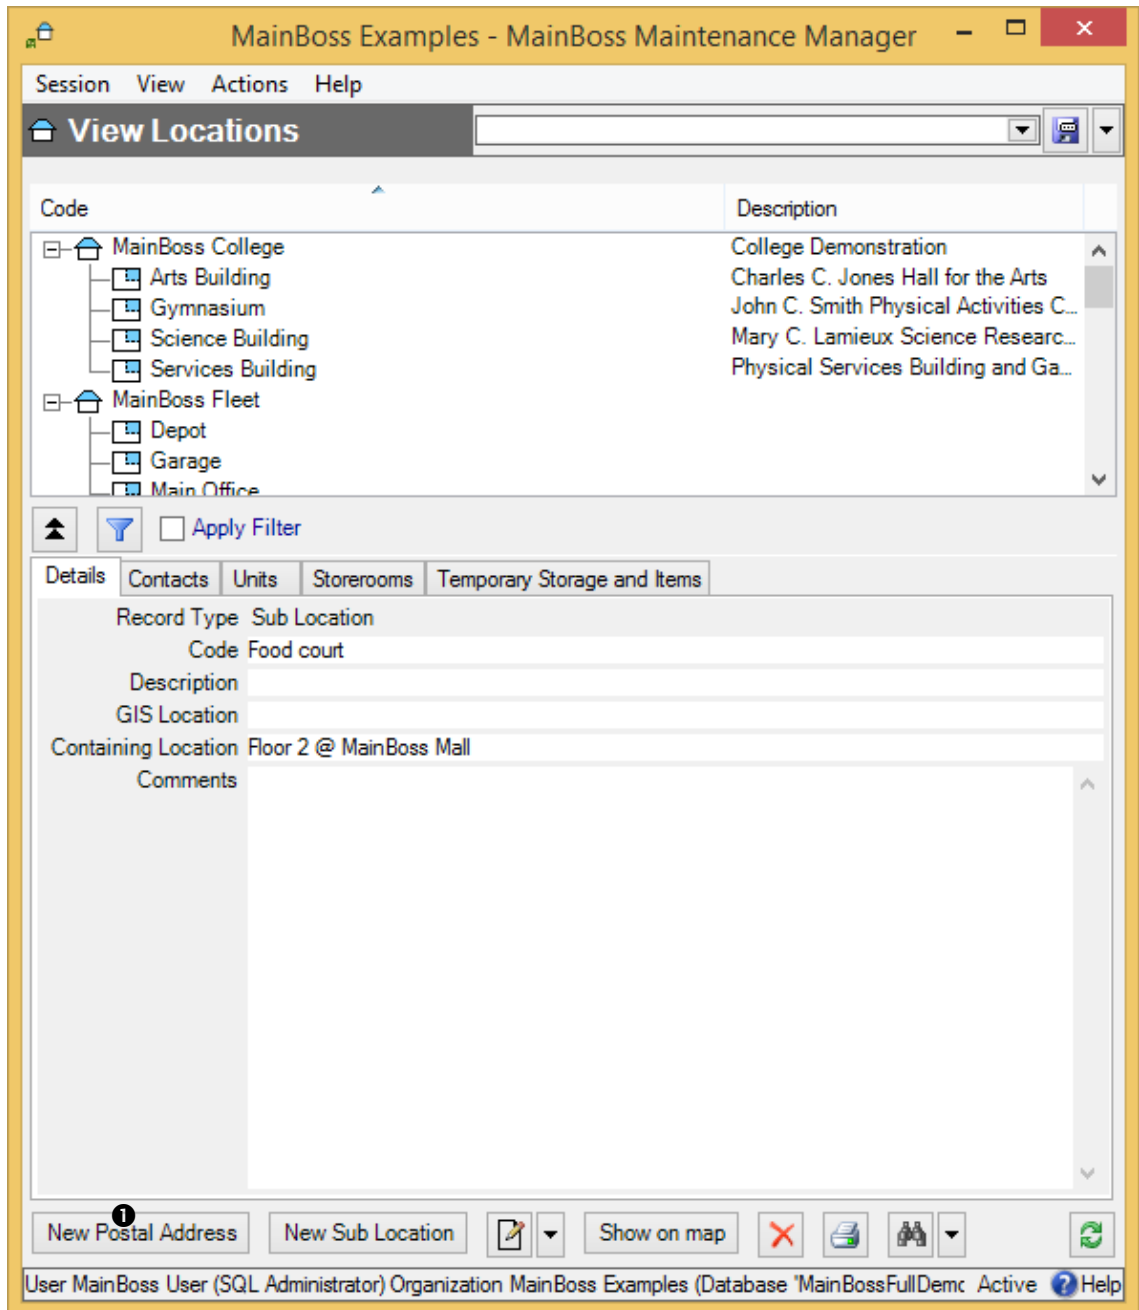 MainBoss Examples - MainBoss Maintenance Manager
Session View Actions Help
View Locations
Code Description
MainBoss College College Demonstration
Arts Building Charles C. Jones Hall for the Arts
Gymnasium John C. Smith Physical Activities C...
Science Building Mary C. Lamieux Science Researc...
Services Building Physical Services Building and Ga...
MainBoss Fleet
Depot
Garage
Main Office
Apply Filter
Details Contacts Units Storerooms Temporary Storage and Items
Record Type Sub Location
Code Food court
Description
GIS Location
Containing Location Floor 2 @ MainBoss Mall
Comments
1
New Postal Address New Sub Location Show on map
User MainBoss User (SQL Administrator) Organization MainBoss Examples (Database "MainBossFullDemo Active Help